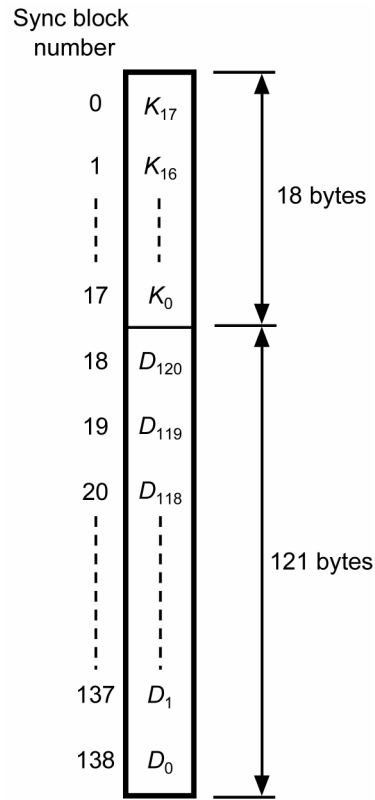 Sync block
number
0 K17
1 K16
18 bytes
17 K0
18 D120
19 D119
20 D118
121 bytes
137 D1
138 D0